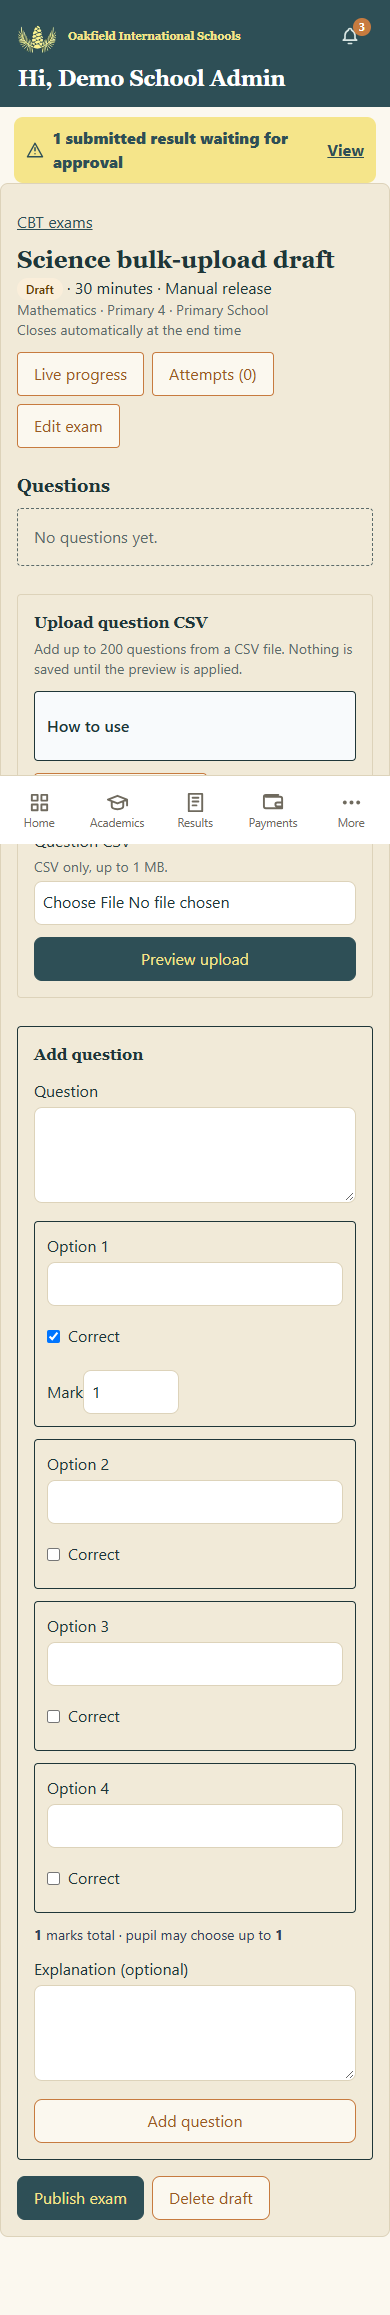 Oakfield International Schools
3
Hi, Demo School Admin
1 submitted result waiting for
approval
View
CBT exams
Science bulk-upload draft
Draft · 30 minutes · Manual release
Mathematics · Primary 4 · Primary School
Closes automatically at the end time
Live progress
Attempts (0)
Edit exam
Questions
No questions yet.
Upload question CSV
Add up to 200 questions from a CSV file. Nothing is
saved until the preview is applied.
How to use
Home
Academics
Results
Payments
More
Question CSV
CSV only, up to 1 MB.
Choose File No file chosen
Preview upload
Add question
Question
Option 1
Correct
Mark 1
Option 2
Correct
Option 3
Correct
Option 4
Correct
1 marks total · pupil may choose up to 1
Explanation (optional)
Add question
Publish exam
Delete draft